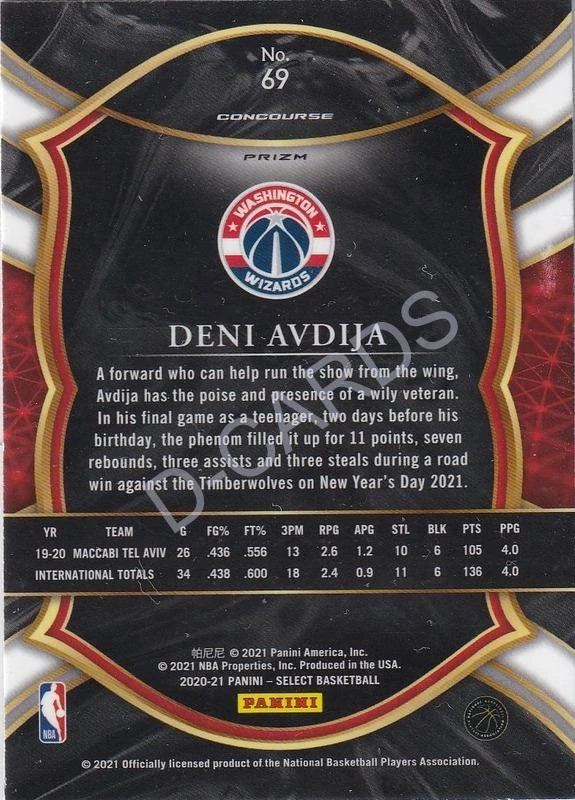 No.
69
CONCOURSE
PRIZM
WASHINGTON
WIZARDS
DENI AVDIJA
A forward who can help run the show from the wing,
Avdija has the poise and presence of a wily veteran.
In his final game as a teenager, two days before his
birthday, the phenom filled it up for 11 points, seven
rebounds, three assists and three steals during a road
win against the Timberwolves on New Year's Day 2021.
D-CARDS
YR TEAM G FG% FT% 3PM RPG APG STL BLK PTS PPG
19-20 MACCABI TEL AVIV 26 .436 .556 13 2.6 1.2 10 6 105 4.0
INTERNATIONAL TOTALS 34 .438 .600 18 2.4 0.9 11 6 136 4.0
帕尼尼 © 2021 Panini America, Inc.
© 2021 NBA Properties, Inc. Produced in the USA.
2020-21 PANINI – SELECT BASKETBALL
NBA
PANINI
© 2021 Officially licensed product of the National Basketball Players Association.